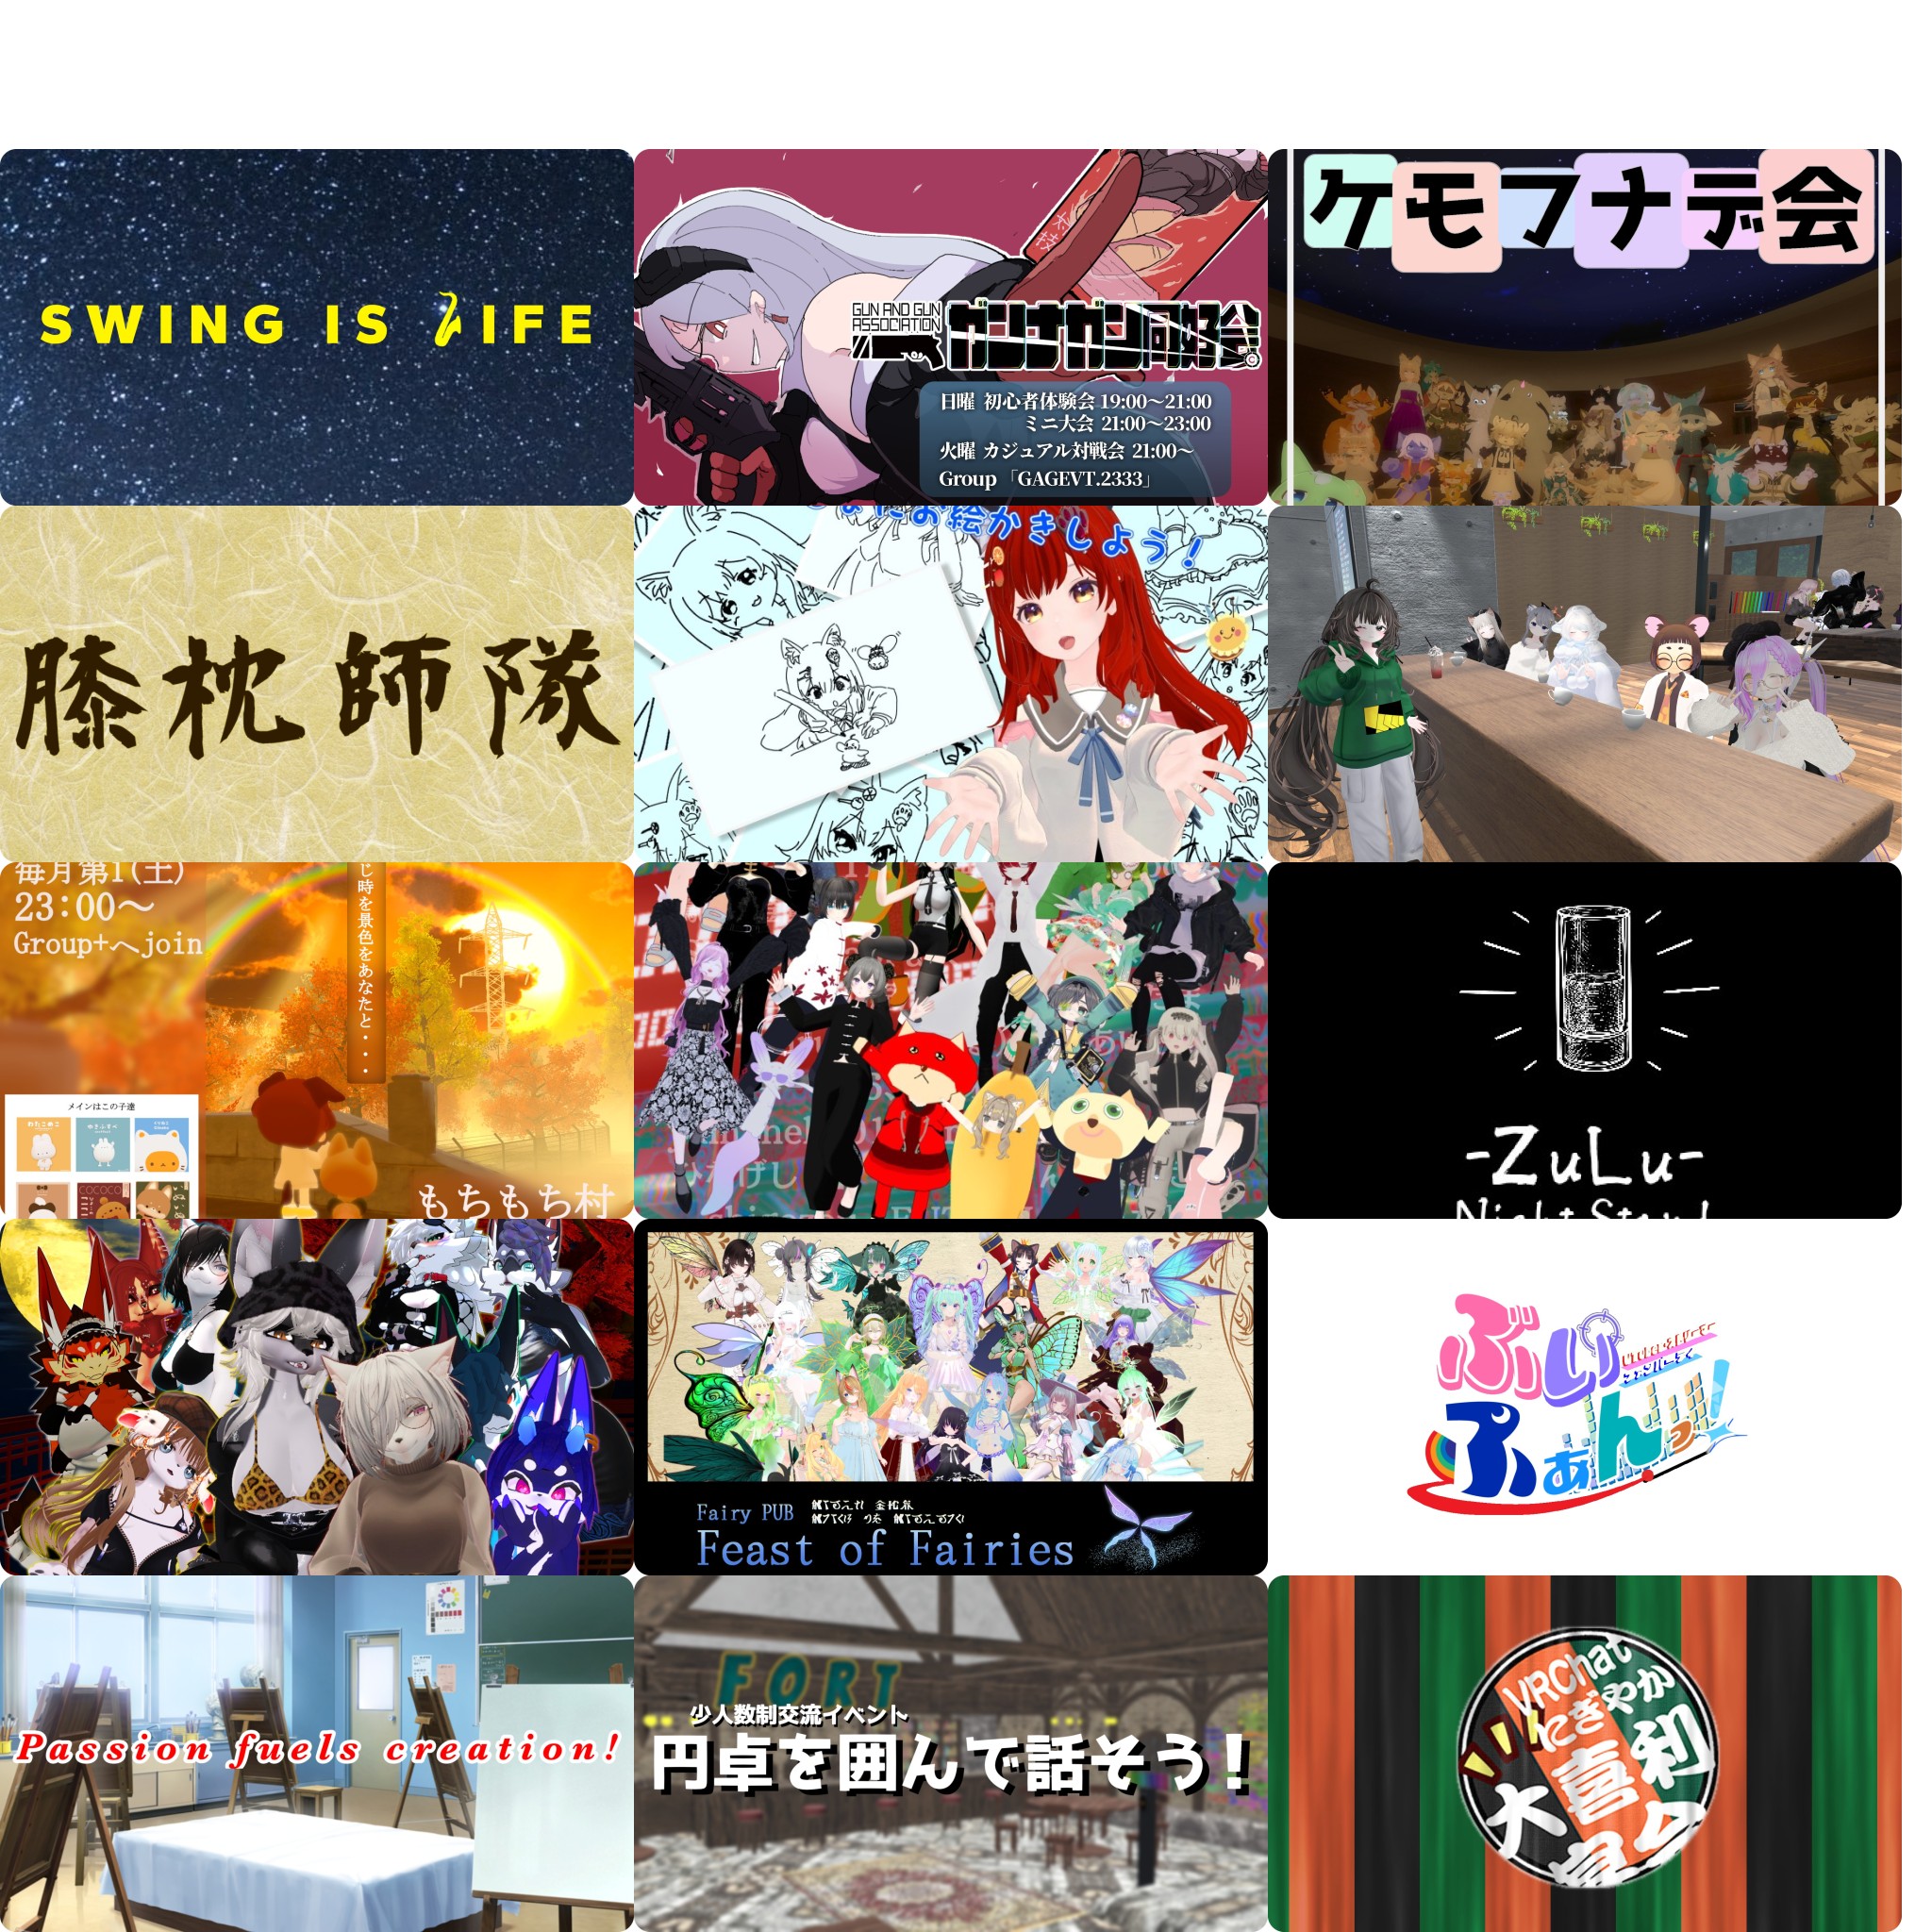 SWING IS LIFE
GUN AND GUN
ASSOCIATION
ガンナガン同好会
日曜 初心者体験会 19:00～21:00
ミニ大会 21:00～23:00
火曜 カジュアル対戦会 21:00～
Group 「GAGEVT.2333」
ケモフナデ会
膝枕師隊
お絵かきしよう！
毎月第1(土)
23:00～
Group+へjoin
じ時を景色をあなたと・・・
メインはこの子達
もちもち村
-ZuLu-
Night Stand
Fairy PUB
Feast of Fairies
ぶいふぁんっ!
Passion fuels creation!
FORT
少人数制交流イベント
円卓を囲んで話そう！
VRChat
にぎやか
大喜利